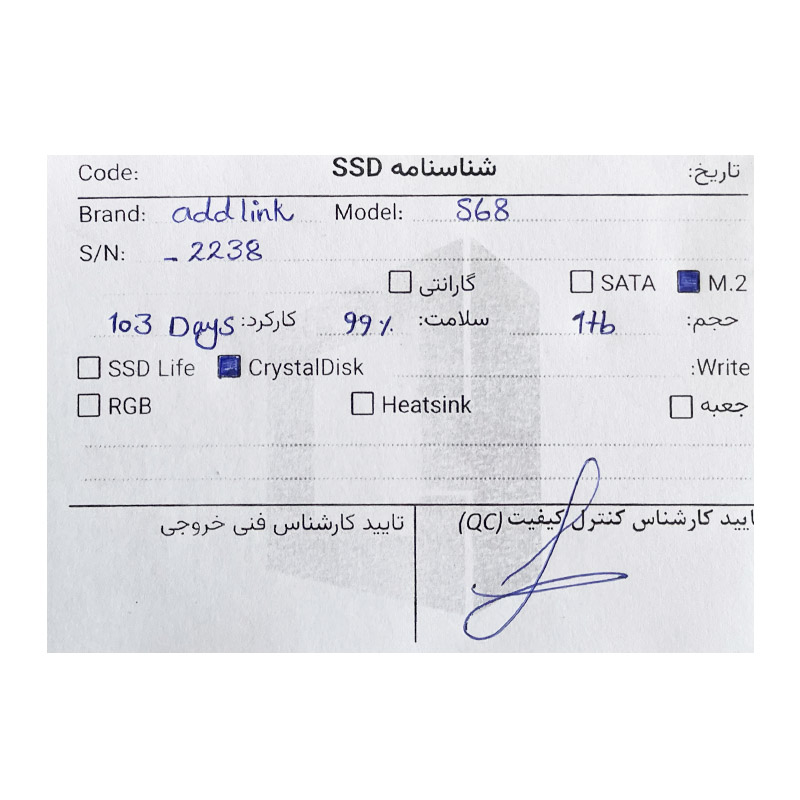 Code: شناسنامه SSD تاریخ:
Brand: addlink Model: S68
S/N: - 2238
گارانتی SATA M.2
حجم: 1tb سلامت: 99٪ کارکرد: 103 Days
SSD Life CrystalDisk Write:
RGB Heatsink جعبه
تایید کارشناس کنترل کیفیت (QC) تایید کارشناس فنی خروجی